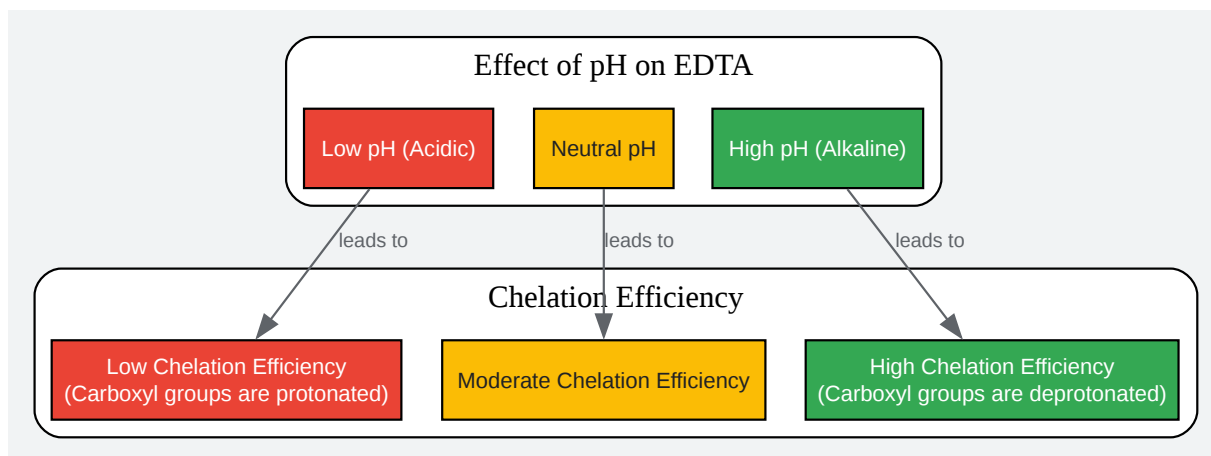 Effect of pH on EDTA
Low pH (Acidic)
Neutral pH
High pH (Alkaline)
leads to
leads to
leads to
Chelation Efficiency
Low Chelation Efficiency
(Carboxyl groups are protonated)
Moderate Chelation Efficiency
High Chelation Efficiency
(Carboxyl groups are deprotonated)